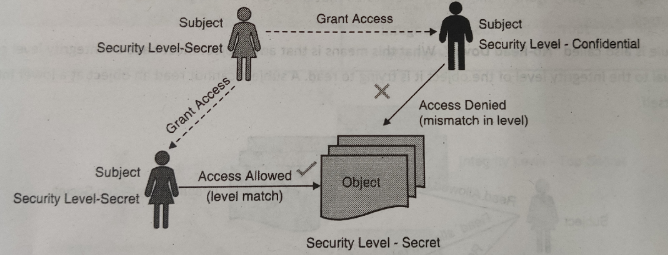 Subject
Security Level-Secret
Grant Access
Subject
Security Level - Confidential
Grant Access
Access Denied
(mismatch in level)
Subject
Security Level-Secret
Access Allowed
(level match)
Object
Security Level - Secret